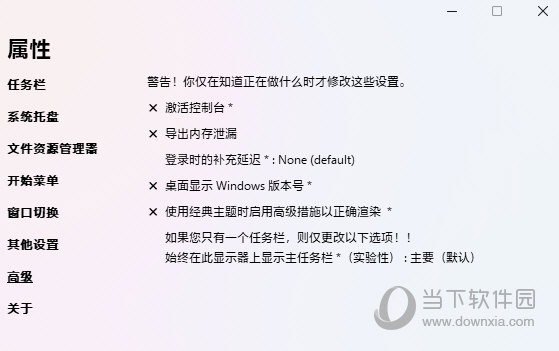 属性
任务栏
系统托盘
文件资源管理器
开始菜单
窗口切换
其他设置
高级
关于
警告！你仅在知道正在做什么时才修改这些设置。
✕ 激活控制台 *
✕ 导出内存泄漏
登录时的补充延迟 * : None (default)
✕ 桌面显示 Windows 版本号 *
✕ 使用经典主题时启用高级措施以正确渲染 *
如果您只有一个任务栏，则仅更改以下选项！！
始终在此显示器上显示主任务栏 *（实验性）: 主要（默认）
当下软件园
www.downxia.com